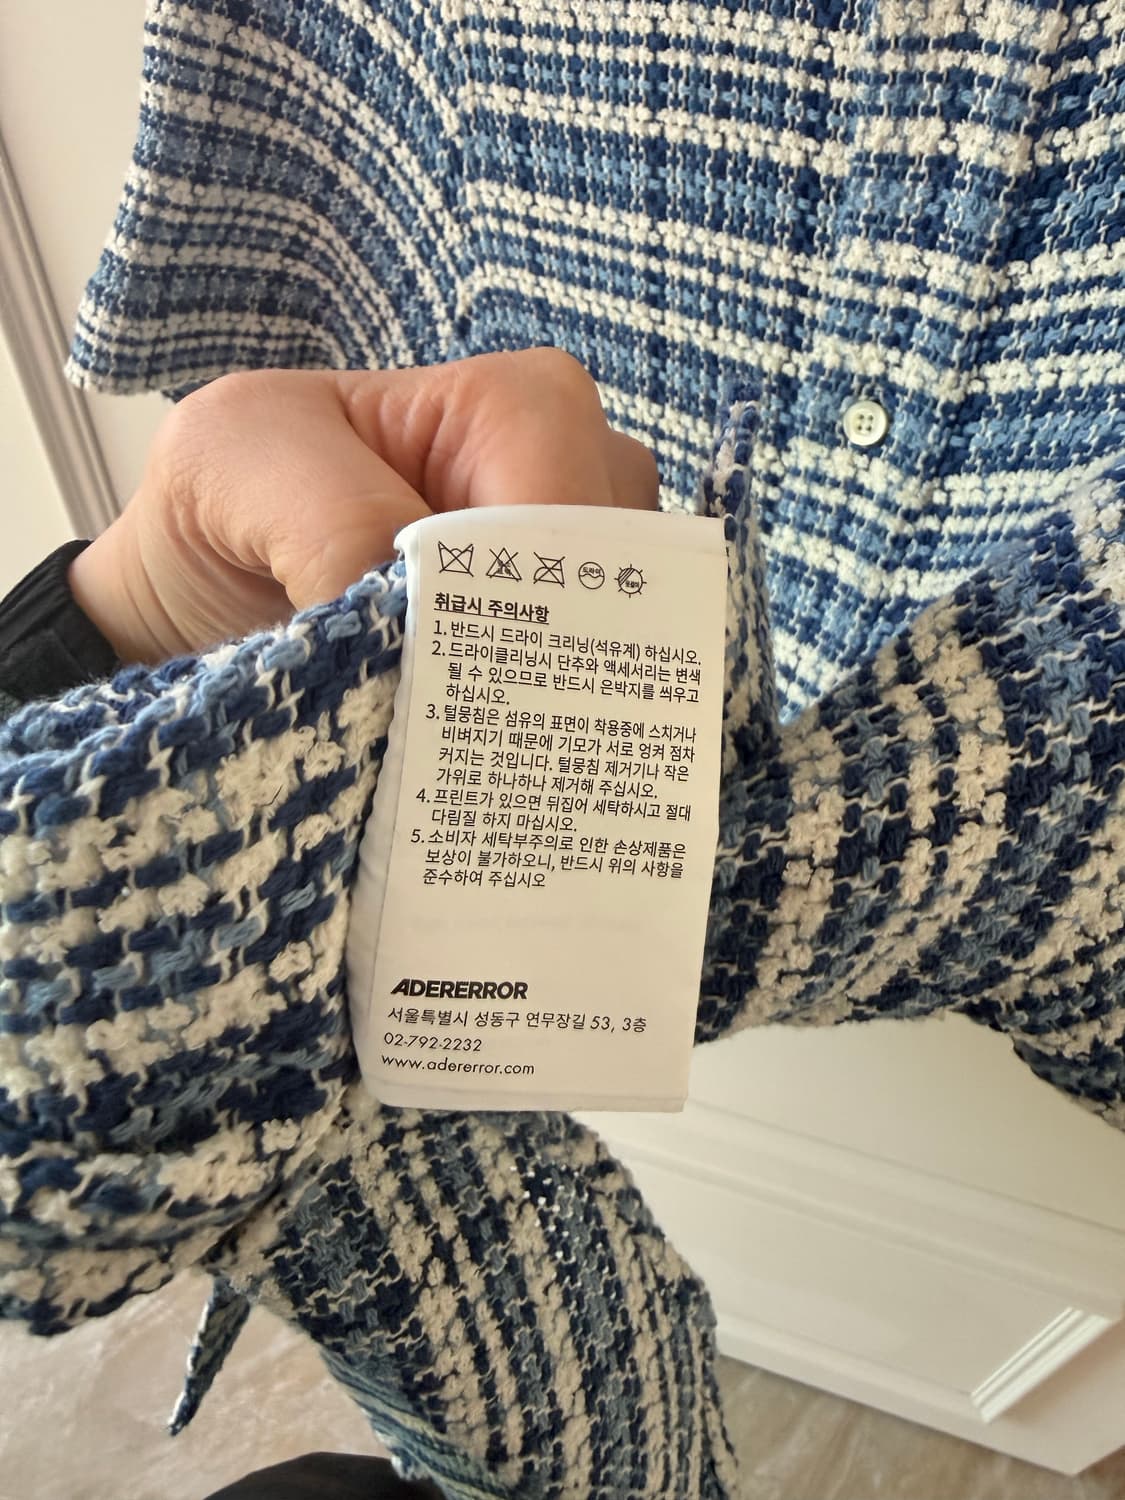 드라이
취급시 주의사항
1. 반드시 드라이 크리닝(석유계) 하십시오.
2. 드라이클리닝시 단추와 액세서리는 변색
될 수 있으므로 반드시 은박지를 씌우고
하십시오.
3. 털뭉침은 섬유의 표면이 착용중에 스치거나
비벼지기 때문에 기모가 서로 엉켜 점차
커지는 것입니다. 털뭉침 제거기나 작은
가위로 하나하나 제거해 주십시오.
4. 프린트가 있으면 뒤집어 세탁하시고 절대
다림질 하지 마십시오.
5. 소비자 세탁부주의로 인한 손상제품은
보상이 불가하오니, 반드시 위의 사항을
준수하여 주십시오
ADERERROR
서울특별시 성동구 연무장길 53, 3층
02-792-2232
www.adererror.com